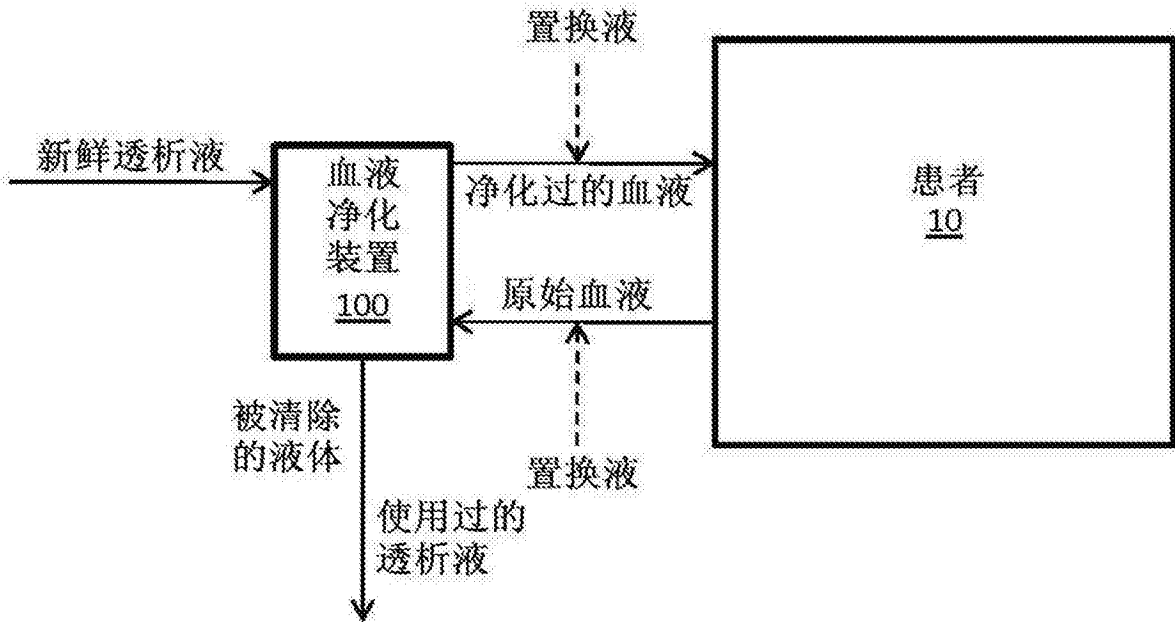 置换液
新鲜透析液
血液
净化
装置
100
净化过的血液
患者
10
原始血液
被清除
的液体
置换液
使用过的
透析液